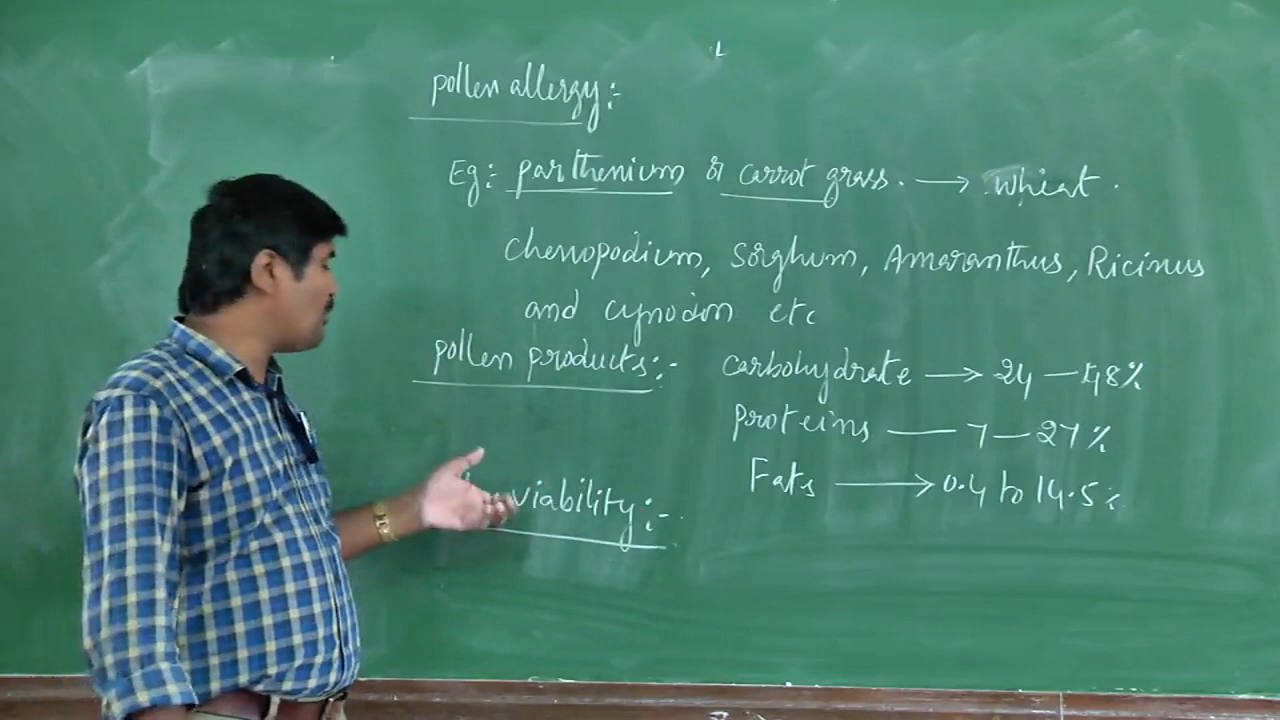 pollen allergy:-
Eg:- parthenium & carrot grass. → wheat.
Chenopodium, Sorghum, Amaranthus, Ricinus
and cynodon etc
pollen products:- carbohydrate → 24 — 48%
proteins — 7 — 27%
Fats → 0.4 to 14.5%
viability:-